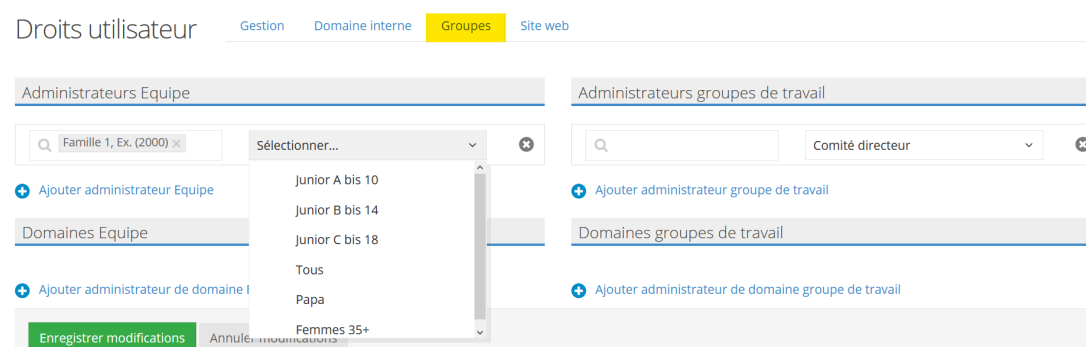 Droits utilisateur Gestion Domaine interne Groupes Site web
Administrateurs Equipe
Administrateurs groupes de travail
Famille 1, Ex. (2000) ×
Sélectionner...
Comité directeur
Ajouter administrateur Equipe
Ajouter administrateur groupe de travail
Junior A bis 10
Junior B bis 14
Junior C bis 18
Tous
Papa
Femmes 35+
Domaines Equipe
Domaines groupes de travail
Ajouter administrateur de domaine
Ajouter administrateur de domaine groupe de travail
Enregistrer modifications
Annuler modifications